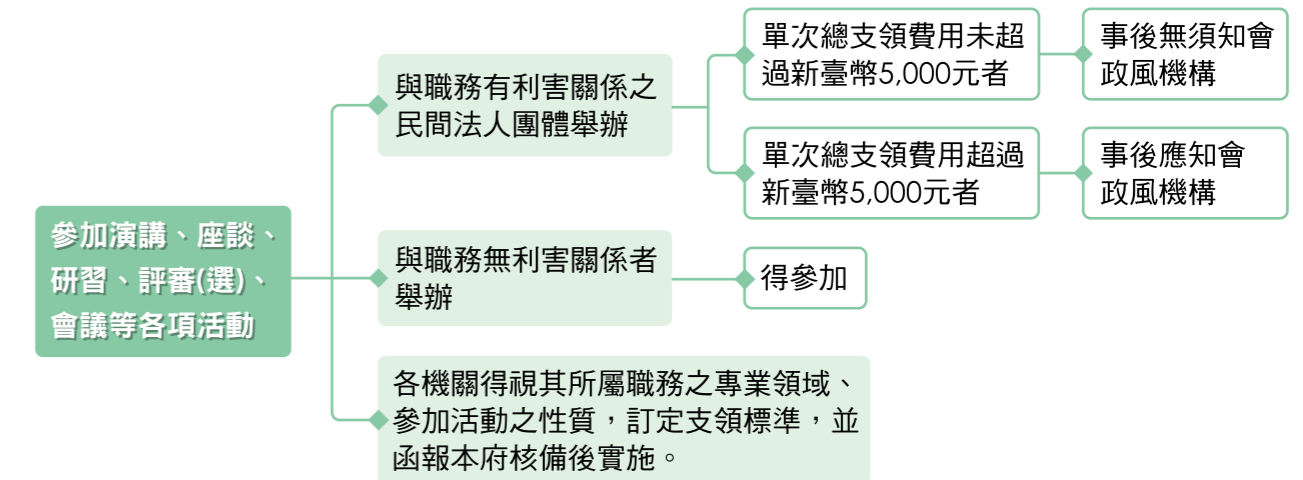 參加演講、座談、
研習、評審(選)、
會議等各項活動
與職務有利害關係之
民間法人團體舉辦
單次總支領費用未超
過新臺幣5,000元者
事後無須知會
政風機構
單次總支領費用超過
新臺幣5,000元者
事後應知會
政風機構
與職務無利害關係者
舉辦
得參加
各機關得視其所屬職務之專業領域、
參加活動之性質，訂定支領標準，並
函報本府核備後實施。